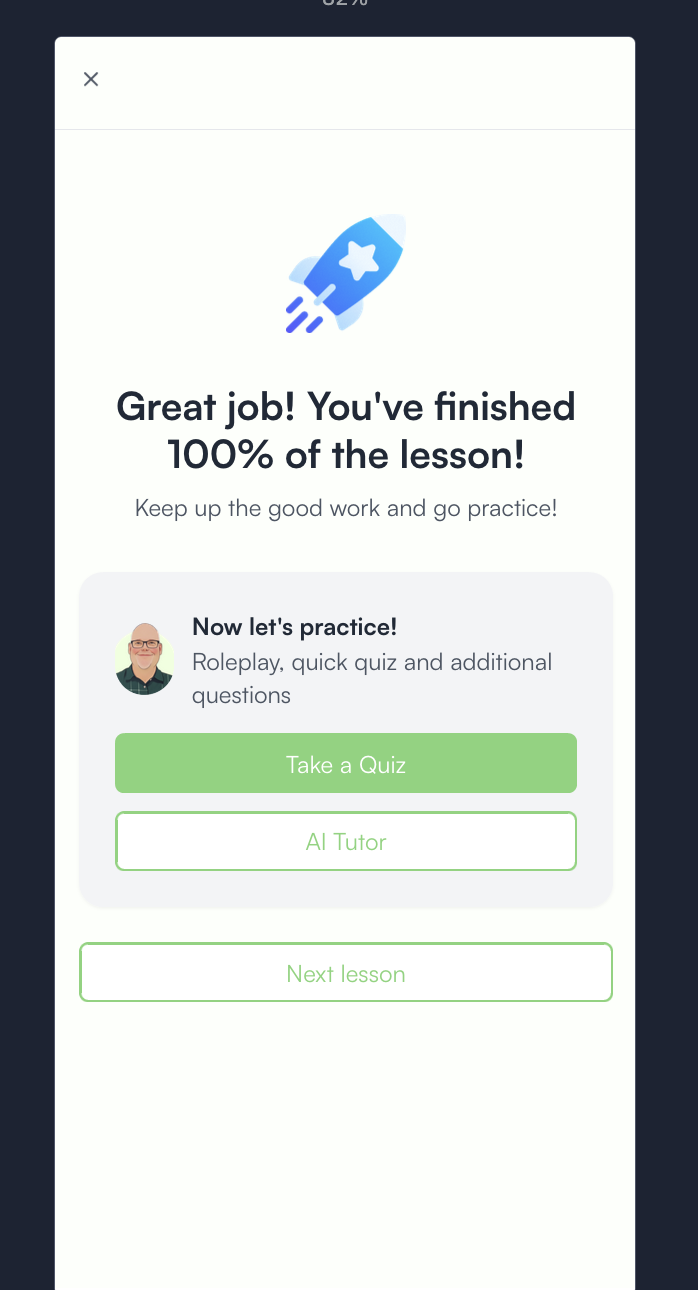 Great job! You've finished
100% of the lesson!
Keep up the good work and go practice!
Now let's practice!
Roleplay, quick quiz and additional
questions
Take a Quiz
AI Tutor
Next lesson